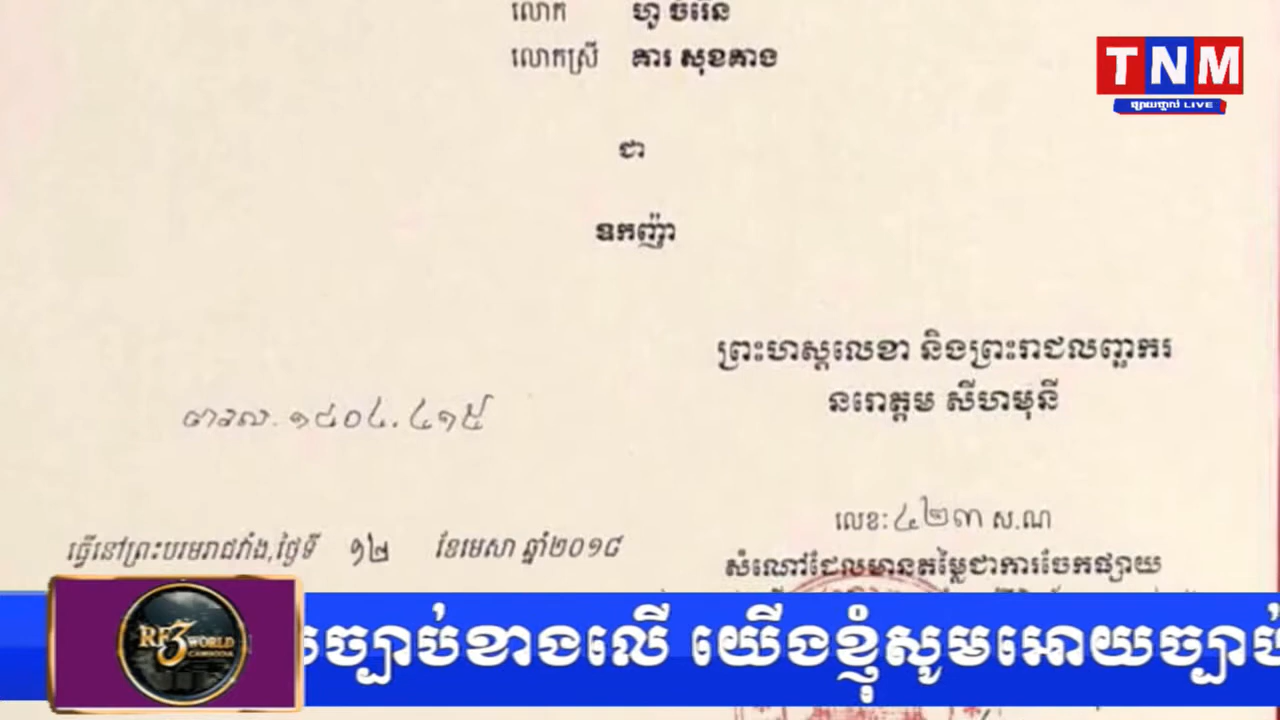 លោក ហូ ចំរើន
លោកស្រី គារ សុខគាង
TNM
ផ្សាយផ្ទាល់ LIVE
ជា
ឧកញ៉ា
ព្រះហស្តលេខា និងព្រះរាជលញ្ឆករ
នរោត្តម សីហមុនី
ពាវល.១៨០៤.៤១៥
លេខ:៤២៣ ស.ណ
ធ្វើនៅព្រះបរមរាជវាំង,ថ្ងៃទី ១២ ខែមេសា ឆ្នាំ២០១៨
សំណៅដែលមានតម្លៃជាការចែកផ្សាយ
RF3 WORLD
CAMBODIA
ច្បាប់ខាងលើ យើងខ្ញុំសូមអោយច្បាប់